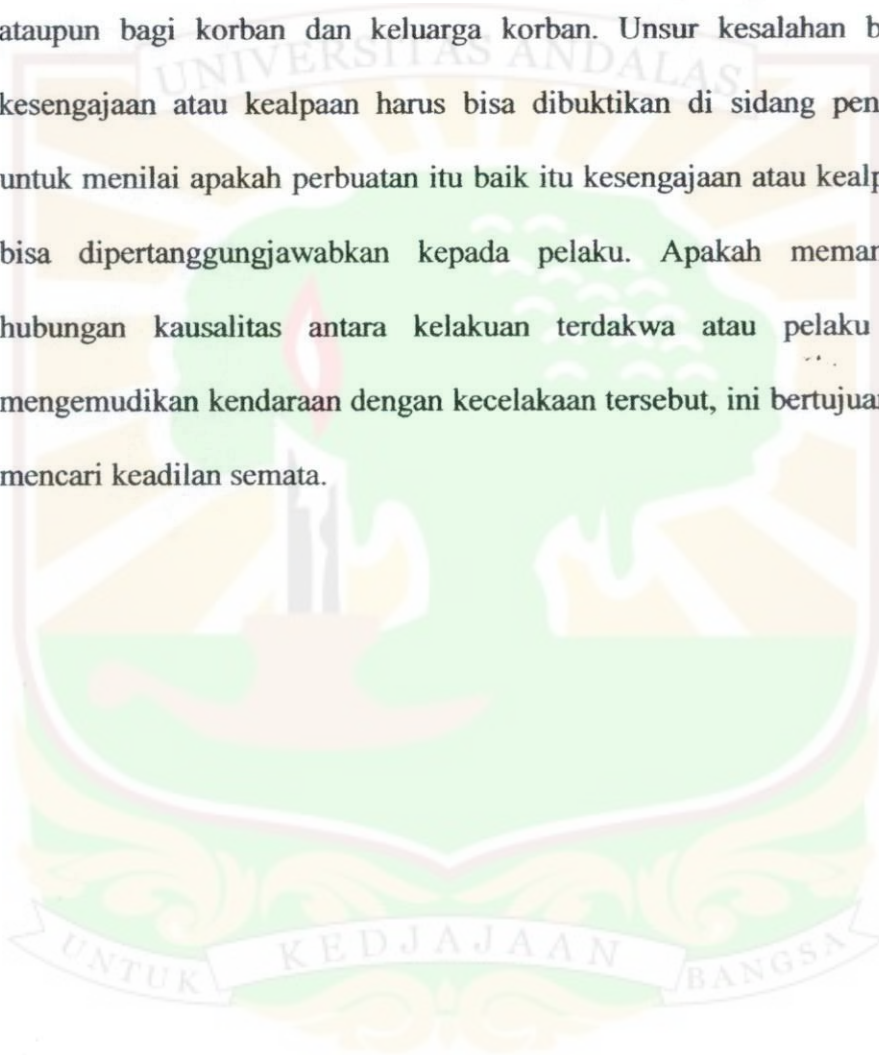 ataupun bagi korban dan keluarga korban. Unsur kesalahan b
UNIVERSITAS ANDALAS
kesengajaan atau kealpaan harus bisa dibuktikan di sidang pen
untuk menilai apakah perbuatan itu baik itu kesengajaan atau kealp
bisa dipertanggungjawabkan kepada pelaku. Apakah memar
hubungan kausalitas antara kelakuan terdakwa atau pelaku
mengemudikan kendaraan dengan kecelakaan tersebut, ini bertujuan
mencari keadilan semata.
UNTUK KEDJAJAAN BANGSA